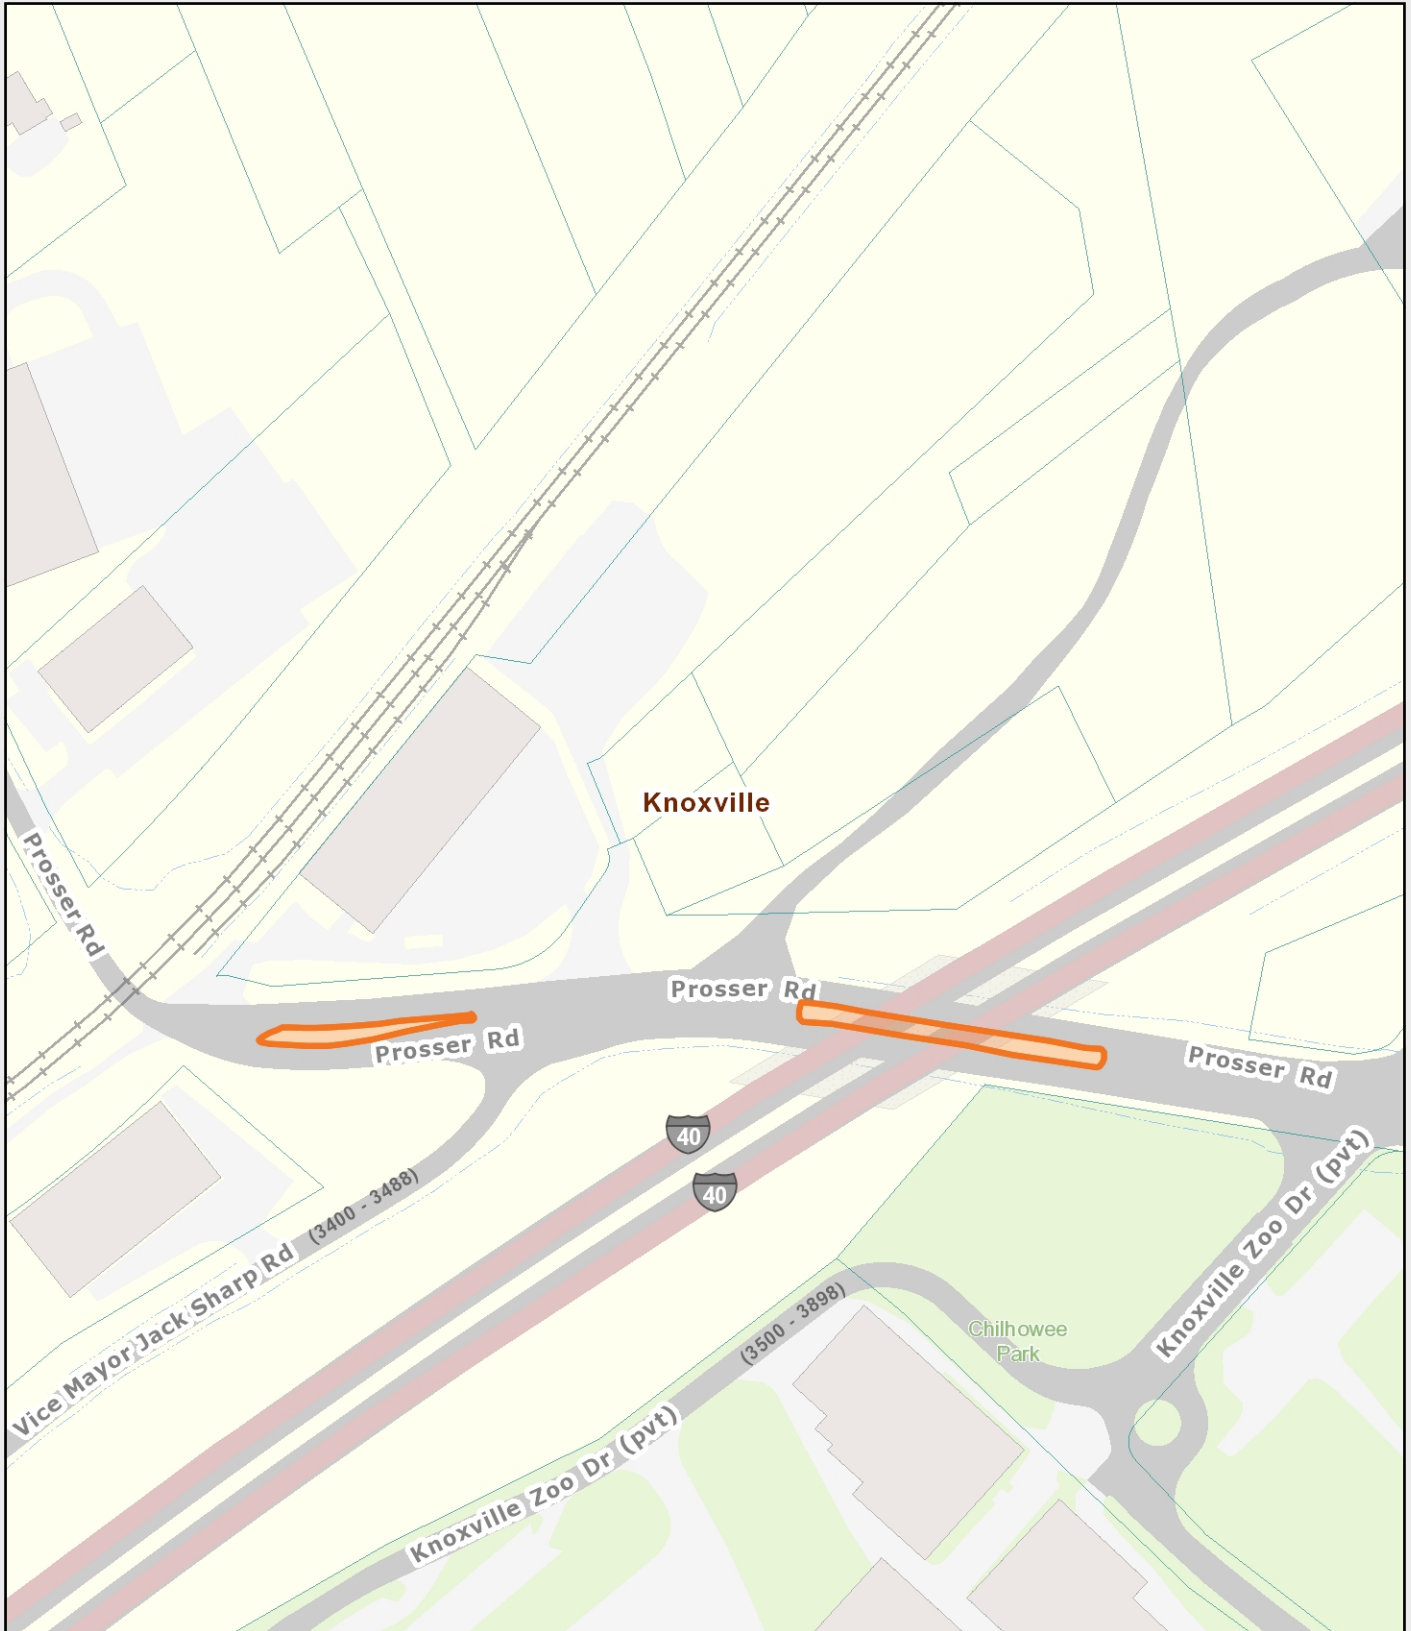 Knoxville
Prosser Rd
Prosser Rd
Prosser Rd
Prosser Rd
40
40
(3400 - 3488)
Vice Mayor Jack Sharp Rd
Knoxville Zoo Dr (pvt)
(3500 - 3898)
Chilhowee
Park
Knoxville Zoo Dr (pvt)